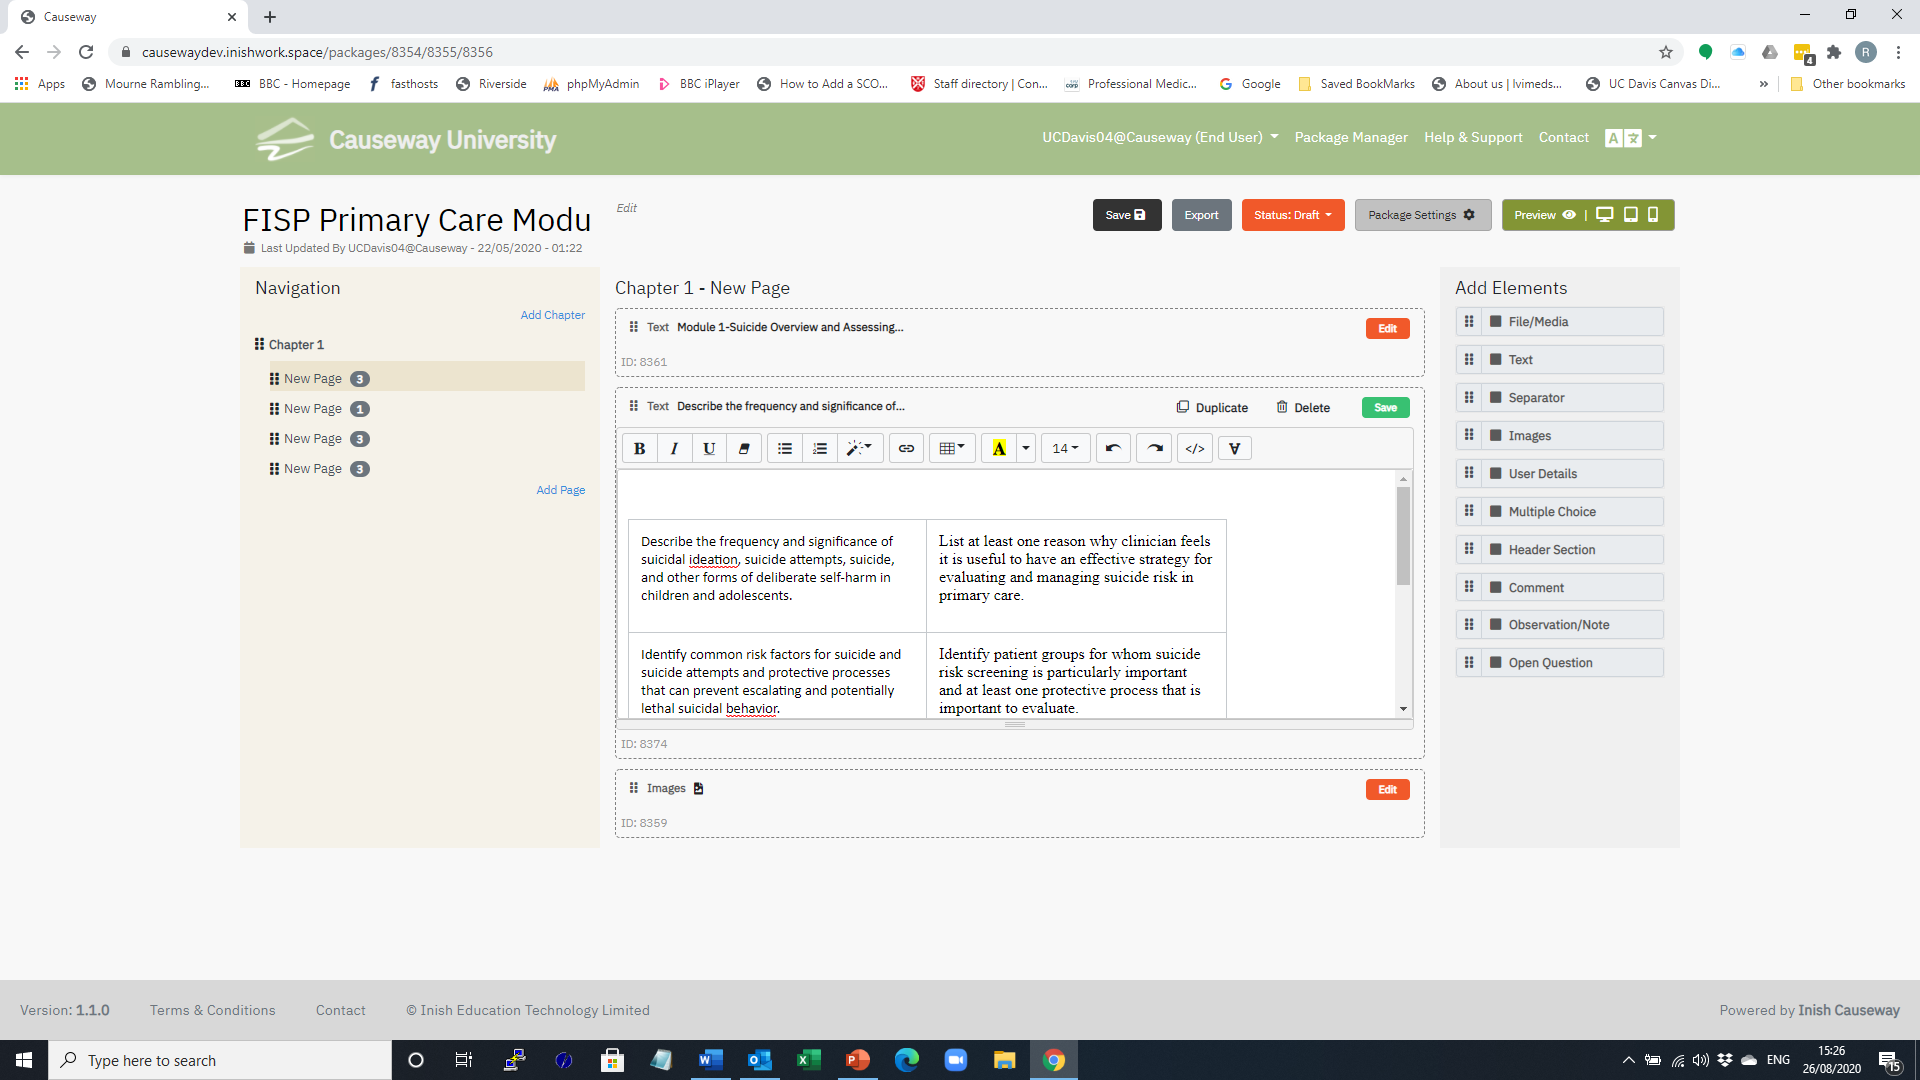 Causeway
causewaydev.inishwork.space/packages/8354/8355/8356
R
4
Apps
Mourne Rambling...
BBC - Homepage
fasthosts
Riverside
phpMyAdmin
BBC iPlayer
How to Add a SCO...
Staff directory | Con...
Professional Medic...
Google
Saved BookMarks
About us | lvimeds...
UC Davis Canvas Di...
»
Other bookmarks
Causeway University
UCDavis04@Causeway (End User)
Package Manager
Help & Support
Contact
FISP Primary Care Modu
Edit
Save
Export
Status: Draft
Package Settings
Preview |
Last Updated By UCDavis04@Causeway - 22/05/2020 - 01:22
Navigation
Add Chapter
Chapter 1
New Page 3
New Page 1
New Page 3
New Page 3
Add Page
Chapter 1 - New Page
Text Module 1-Suicide Overview and Assessing...
Edit
ID: 8361
Text Describe the frequency and significance of...
Duplicate
Delete
Save
B I U
A
14
</>
Describe the frequency and significance of
suicidal ideation, suicide attempts, suicide,
and other forms of deliberate self-harm in
children and adolescents.
List at least one reason why clinician feels
it is useful to have an effective strategy for
evaluating and managing suicide risk in
primary care.
Identify common risk factors for suicide and
suicide attempts and protective processes
that can prevent escalating and potentially
lethal suicidal behavior.
Identify patient groups for whom suicide
risk screening is particularly important
and at least one protective process that is
important to evaluate.
ID: 8374
Images
Edit
ID: 8359
Add Elements
File/Media
Text
Separator
Images
User Details
Multiple Choice
Header Section
Comment
Observation/Note
Open Question
Version: 1.1.0
Terms & Conditions
Contact
© Inish Education Technology Limited
Powered by Inish Causeway
Type here to search
ENG
15:26
26/08/2020
15